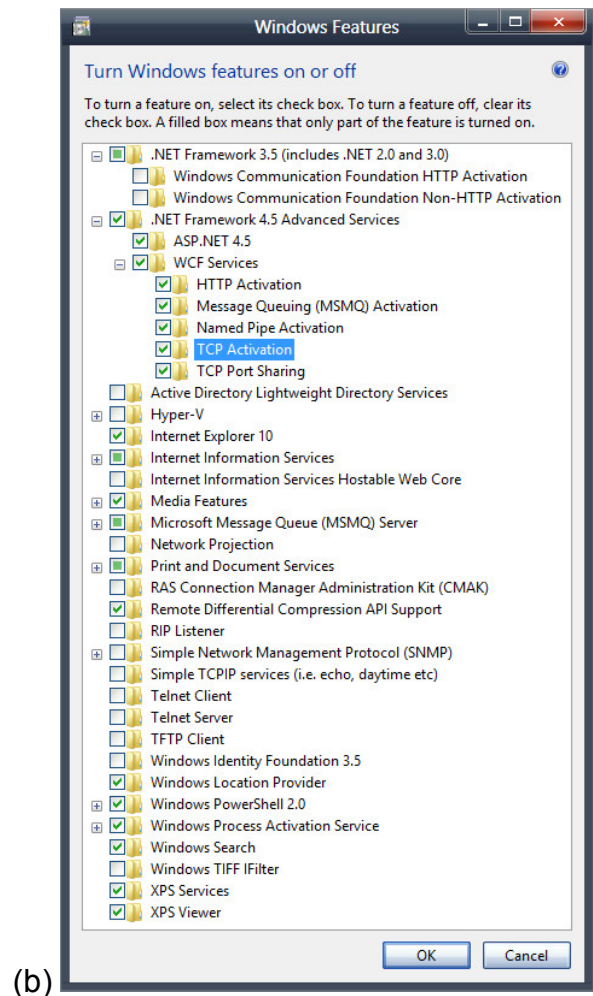 Windows Features
Turn Windows features on or off
To turn a feature on, select its check box. To turn a feature off, clear its
check box. A filled box means that only part of the feature is turned on.
.NET Framework 3.5 (includes .NET 2.0 and 3.0)
Windows Communication Foundation HTTP Activation
Windows Communication Foundation Non-HTTP Activation
.NET Framework 4.5 Advanced Services
ASP.NET 4.5
WCF Services
HTTP Activation
Message Queuing (MSMQ) Activation
Named Pipe Activation
TCP Activation
TCP Port Sharing
Active Directory Lightweight Directory Services
Hyper-V
Internet Explorer 10
Internet Information Services
Internet Information Services Hostable Web Core
Media Features
Microsoft Message Queue (MSMQ) Server
Network Projection
Print and Document Services
RAS Connection Manager Administration Kit (CMAK)
Remote Differential Compression API Support
RIP Listener
Simple Network Management Protocol (SNMP)
Simple TCPIP services (i.e. echo, daytime etc)
Telnet Client
Telnet Server
TFTP Client
Windows Identity Foundation 3.5
Windows Location Provider
Windows PowerShell 2.0
Windows Process Activation Service
Windows Search
Windows TIFF IFilter
XPS Services
XPS Viewer
OK Cancel
(b)